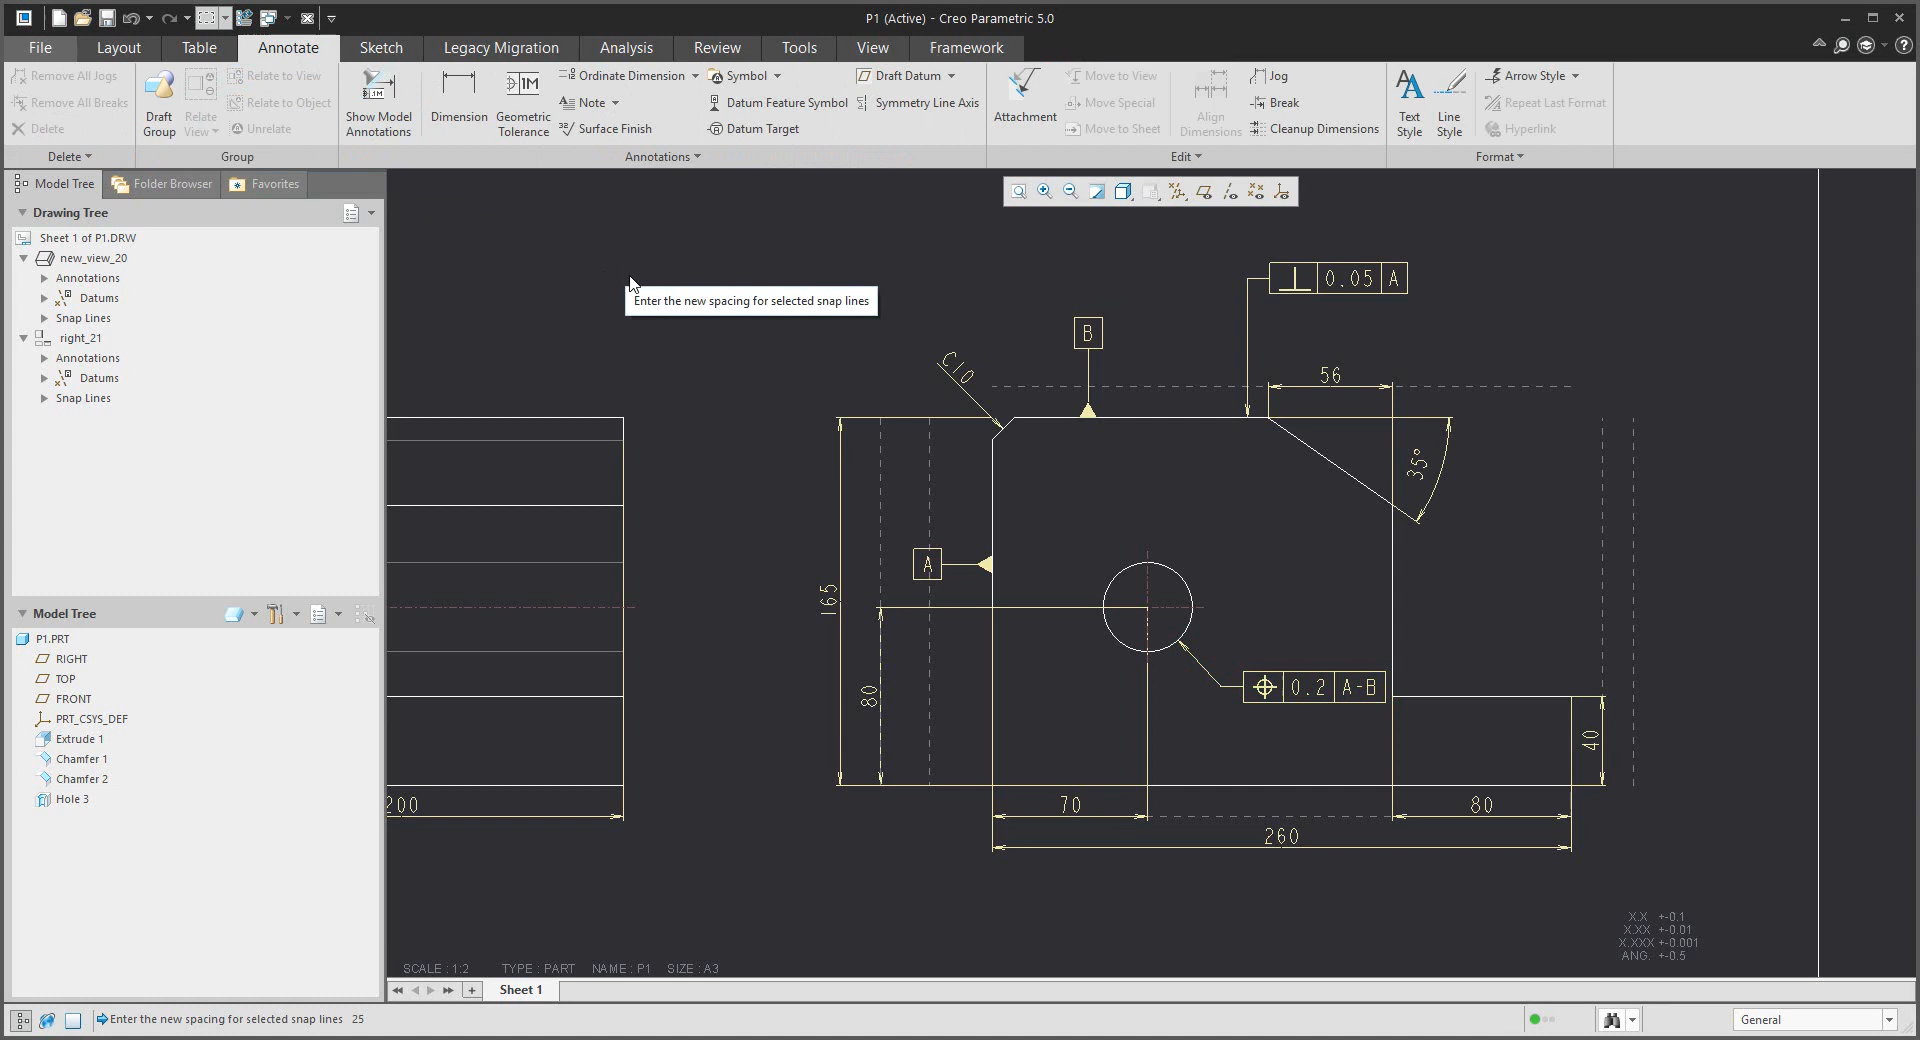 P1 (Active) - Creo Parametric 5.0
File Layout Table Annotate Sketch Legacy Migration Analysis Review Tools View Framework
Remove All Jogs
Remove All Breaks
Delete
Delete
Draft Group
Relate View
Relate to View
Relate to Object
Unrelate
Group
Show Model Annotations
Dimension
Geometric Tolerance
Ordinate Dimension
Note
Surface Finish
Symbol
Datum Feature Symbol
Datum Target
Draft Datum
Symmetry Line Axis
Annotations
Attachment
Move to View
Move Special
Move to Sheet
Align Dimensions
Jog
Break
Cleanup Dimensions
Edit
Text Style
Line Style
Arrow Style
Repeat Last Format
Hyperlink
Format
Model Tree Folder Browser Favorites
Drawing Tree
Sheet 1 of P1.DRW
new_view_20
Annotations
Datums
Snap Lines
right_21
Annotations
Datums
Snap Lines
Model Tree
P1.PRT
RIGHT
TOP
FRONT
PRT_CSYS_DEF
Extrude 1
Chamfer 1
Chamfer 2
Hole 3
Enter the new spacing for selected snap lines
0.05 A
B
C10
56
35°
A
165
80
0.2 A-B
40
200
70
80
260
X.X +-0.1
X.XX +-0.01
X.XXX +-0.001
ANG. +-0.5
SCALE : 1:2 TYPE : PART NAME : P1 SIZE : A3
Sheet 1
Enter the new spacing for selected snap lines 25
General